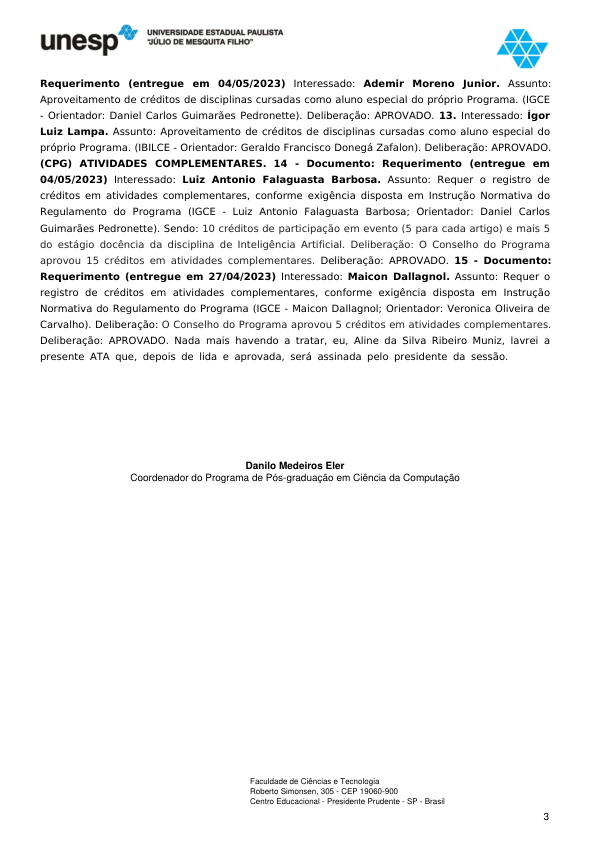 unesp
UNIVERSIDADE ESTADUAL PAULISTA
"JÚLIO DE MESQUITA FILHO"
Requerimento (entregue em 04/05/2023) Interessado: Ademir Moreno Junior. Assunto:
Aproveitamento de créditos de disciplinas cursadas como aluno especial do próprio Programa. (IGCE
- Orientador: Daniel Carlos Guimarães Pedronette). Deliberação: APROVADO. 13. Interessado: Ígor
Luiz Lampa. Assunto: Aproveitamento de créditos de disciplinas cursadas como aluno especial do
próprio Programa. (IBILCE - Orientador: Geraldo Francisco Donegá Zafalon). Deliberação: APROVADO.
(CPG) ATIVIDADES COMPLEMENTARES. 14 - Documento: Requerimento (entregue em
04/05/2023) Interessado: Luiz Antonio Falaguasta Barbosa. Assunto: Requer o registro de
créditos em atividades complementares, conforme exigência disposta em Instrução Normativa do
Regulamento do Programa (IGCE - Luiz Antonio Falaguasta Barbosa; Orientador: Daniel Carlos
Guimarães Pedronette). Sendo: 10 créditos de participação em evento (5 para cada artigo) e mais 5
do estágio docência da disciplina de Inteligência Artificial. Deliberação: O Conselho do Programa
aprovou 15 créditos em atividades complementares. Deliberação: APROVADO. 15 - Documento:
Requerimento (entregue em 27/04/2023) Interessado: Maicon Dallagnol. Assunto: Requer o
registro de créditos em atividades complementares, conforme exigência disposta em Instrução
Normativa do Regulamento do Programa (IGCE - Maicon Dallagnol; Orientador: Veronica Oliveira de
Carvalho). Deliberação: O Conselho do Programa aprovou 5 créditos em atividades complementares.
Deliberação: APROVADO. Nada mais havendo a tratar, eu, Aline da Silva Ribeiro Muniz, lavrei a
presente ATA que, depois de lida e aprovada, será assinada pelo presidente da sessão.
Danilo Medeiros Eler
Coordenador do Programa de Pós-graduação em Ciência da Computação
Faculdade de Ciências e Tecnologia
Roberto Simonsen, 305 - CEP 19060-900
Centro Educacional - Presidente Prudente - SP - Brasil
3